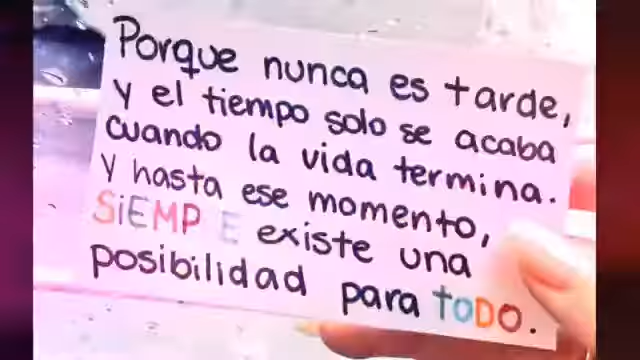 Porque nunca es tarde,
y el tiempo solo se acaba
cuando la vida termina.
Y hasta ese momento,
SiEMP E existe una
posibilidad para toDO.